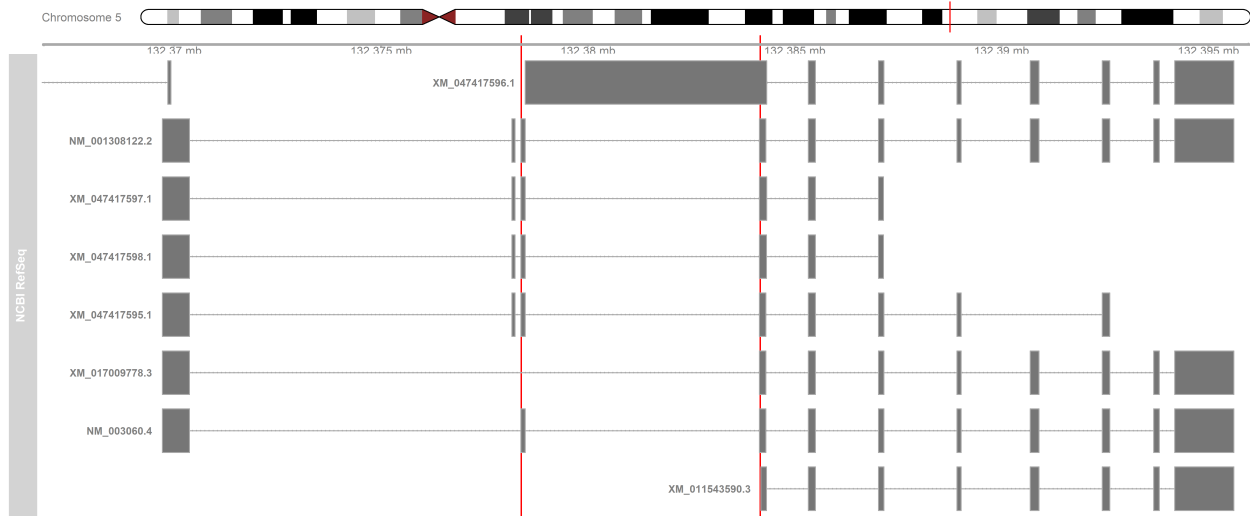 Chromosome 5
132.37 mb 132.375 mb 132.38 mb 132.385 mb 132.39 mb 132.395 mb
NCBI RefSeq
XM_047417596.1
NM_001308122.2
XM_047417597.1
XM_047417598.1
XM_047417595.1
XM_017009778.3
NM_003060.4
XM_011543590.3